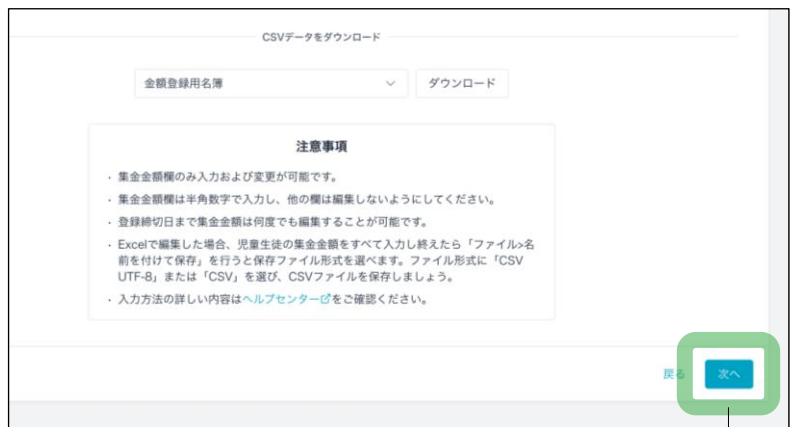 CSVデータをダウンロード
金額登録用名簿
ダウンロード
注意事項
・集金金額欄のみ入力および変更が可能です。
・集金金額欄は半角数字で入力し、他の欄は編集しないようにしてください。
・登録締切日まで集金金額は何度でも編集することが可能です。
・Excelで編集した場合、児童生徒の集金金額をすべて入力し終えたら「ファイル>名
前を付けて保存」を行うと保存ファイル形式を選べます。ファイル形式に「CSV
UTF-8」または「CSV」を選び、CSVファイルを保存しましょう。
・入力方法の詳しい内容はヘルプセンターをご確認ください。
戻る
次へ